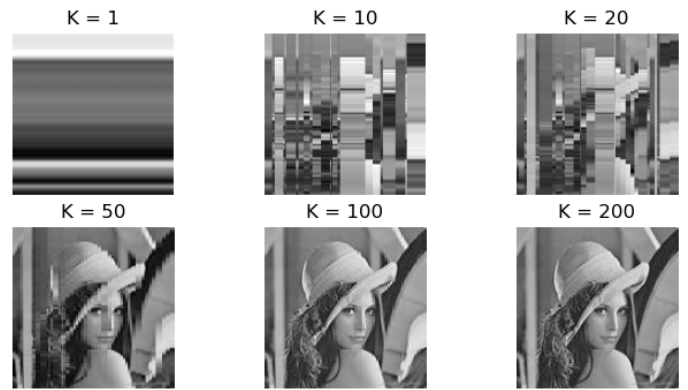 K = 1
K = 10
K = 20
K = 50
K = 100
K = 200